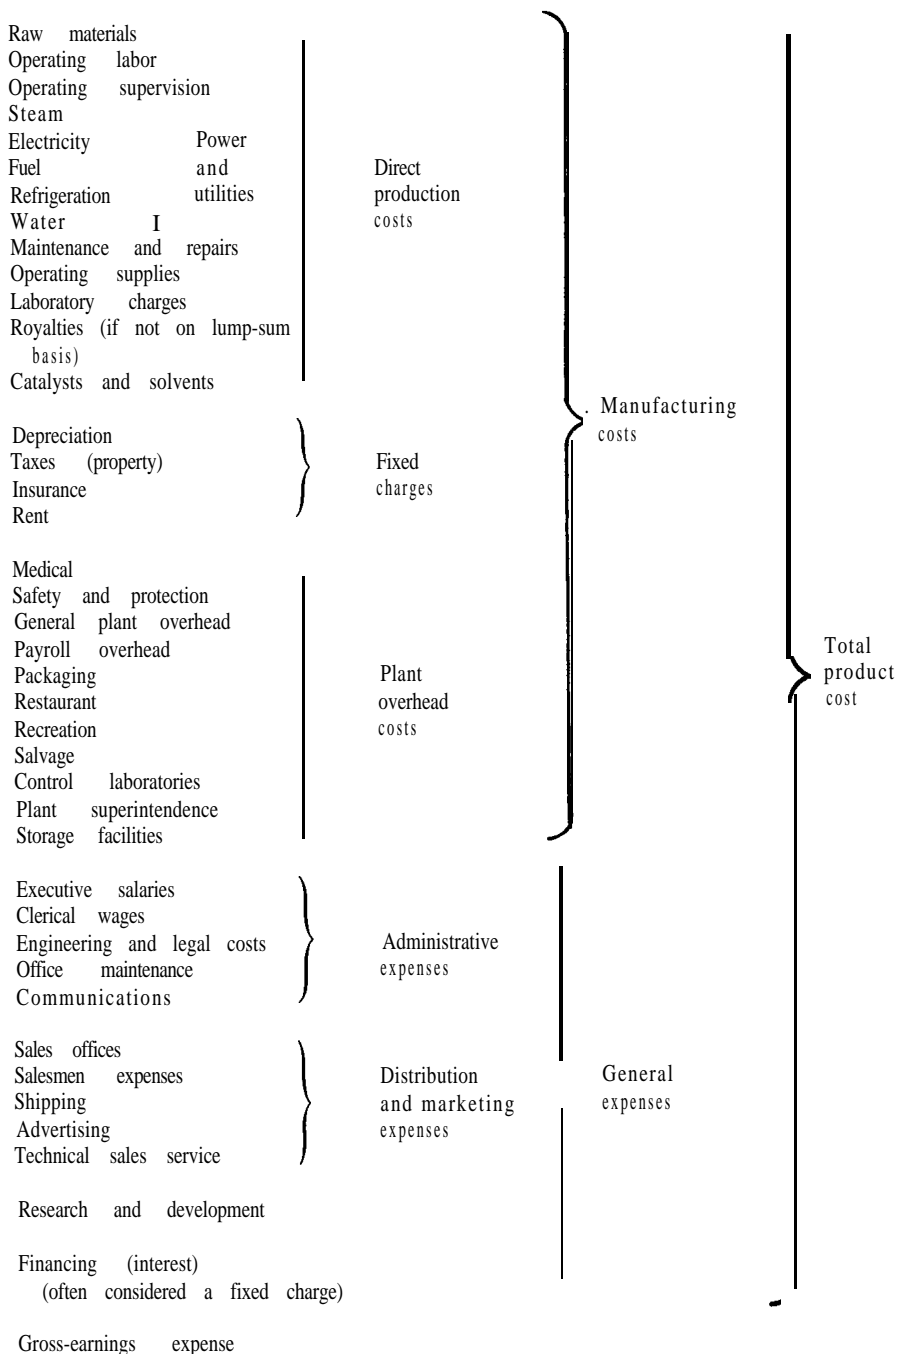 Raw materials
Operating labor
Operating supervision
Steam
Electricity
Fuel
Refrigeration
Water I
Power
and
utilities
Maintenance and repairs
Operating supplies
Laboratory charges
Royalties (if not on lump-sum
basis)
Catalysts and solvents
Direct
production
costs
Depreciation
Taxes (property)
Insurance
Rent
Fixed
charges
Medical
Safety and protection
General plant overhead
Payroll overhead
Packaging
Restaurant
Recreation
Salvage
Control laboratories
Plant superintendence
Storage facilities
Plant
overhead
costs
. Manufacturing
costs
Executive salaries
Clerical wages
Engineering and legal costs
Office maintenance
Communications
Administrative
expenses
Sales offices
Salesmen expenses
Shipping
Advertising
Technical sales service
Distribution
and marketing
expenses
Research and development
Financing (interest)
(often considered a fixed charge)
General
expenses
Total
product
cost
Gross-earnings expense